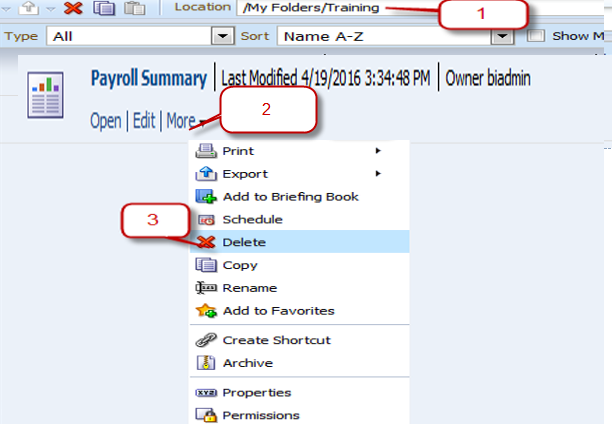 Location /My Folders/Training
1
Type All Sort Name A-Z Show M
Payroll Summary | Last Modified 4/19/2016 3:34:48 PM | Owner biadmin
Open | Edit | More
2
Print
Export
Add to Briefing Book
3
Schedule
Delete
Copy
Rename
Add to Favorites
Create Shortcut
Archive
xyz Properties
Permissions